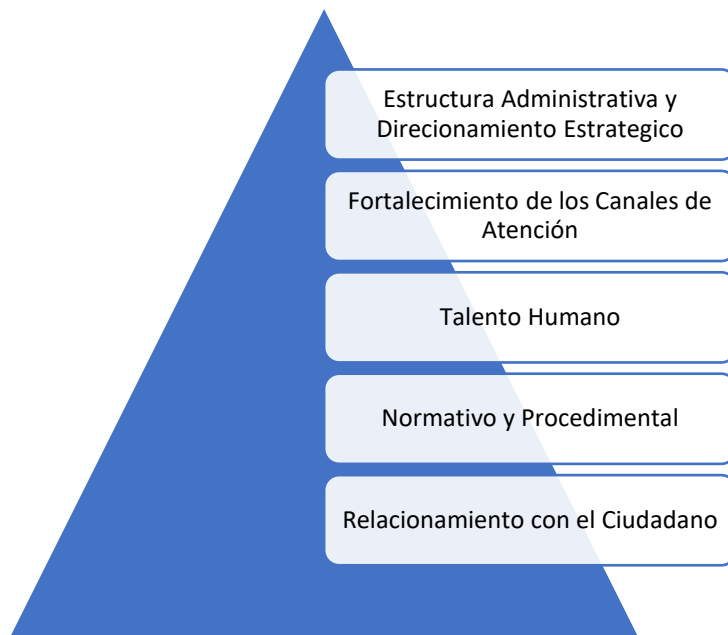 Estructura Administrativa y
Direcionamiento Estrategico
Fortalecimiento de los Canales de
Atención
Talento Humano
Normativo y Procedimental
Relacionamiento con el Ciudadano